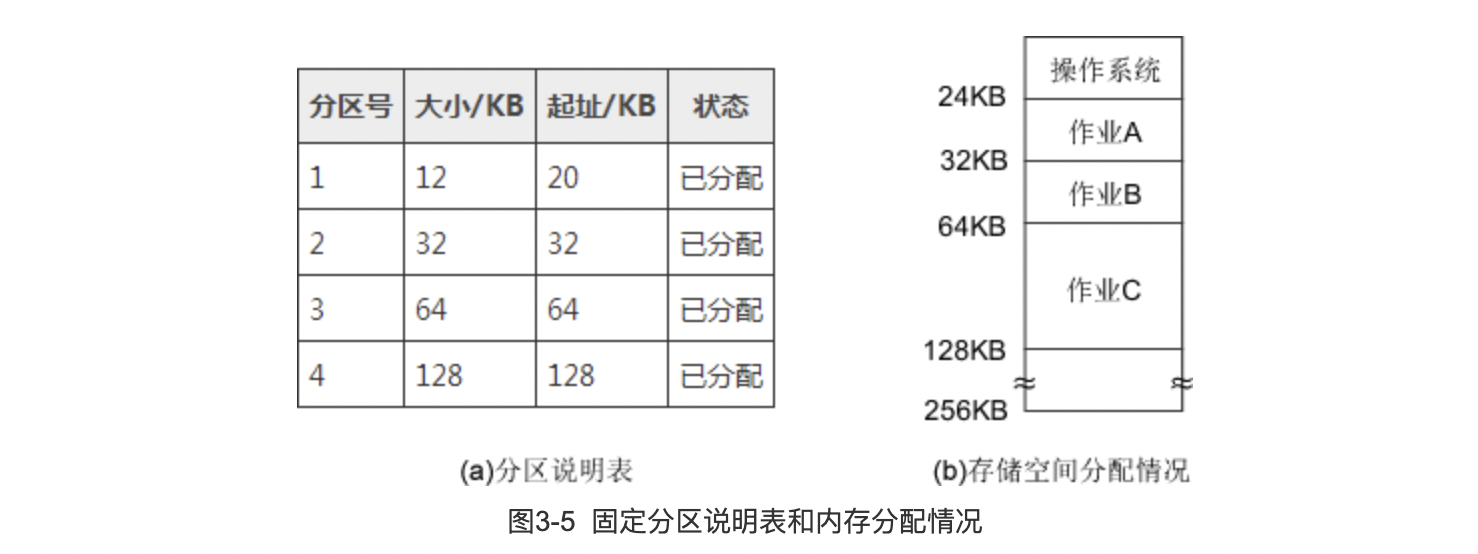 分区号 大小/KB 起址/KB 状态
1 12 20 已分配
2 32 32 已分配
3 64 64 已分配
4 128 128 已分配
(a)分区说明表
操作系统
24KB
作业A
32KB
作业B
64KB
作业C
128KB
256KB
(b)存储空间分配情况
图3-5 固定分区说明表和内存分配情况